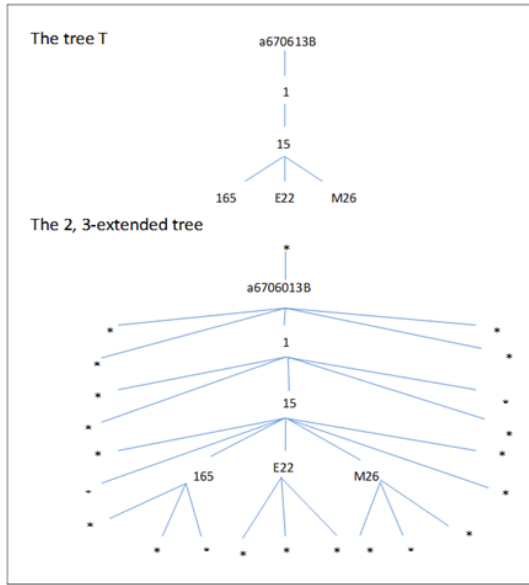 The tree T
a670613B
1
15
165 E22 M26
The 2, 3-extended tree
*
a6706013B
* *
1
* *
* *
15
* *
* *
165 E22 M26
* *
* *
* * * * * * *